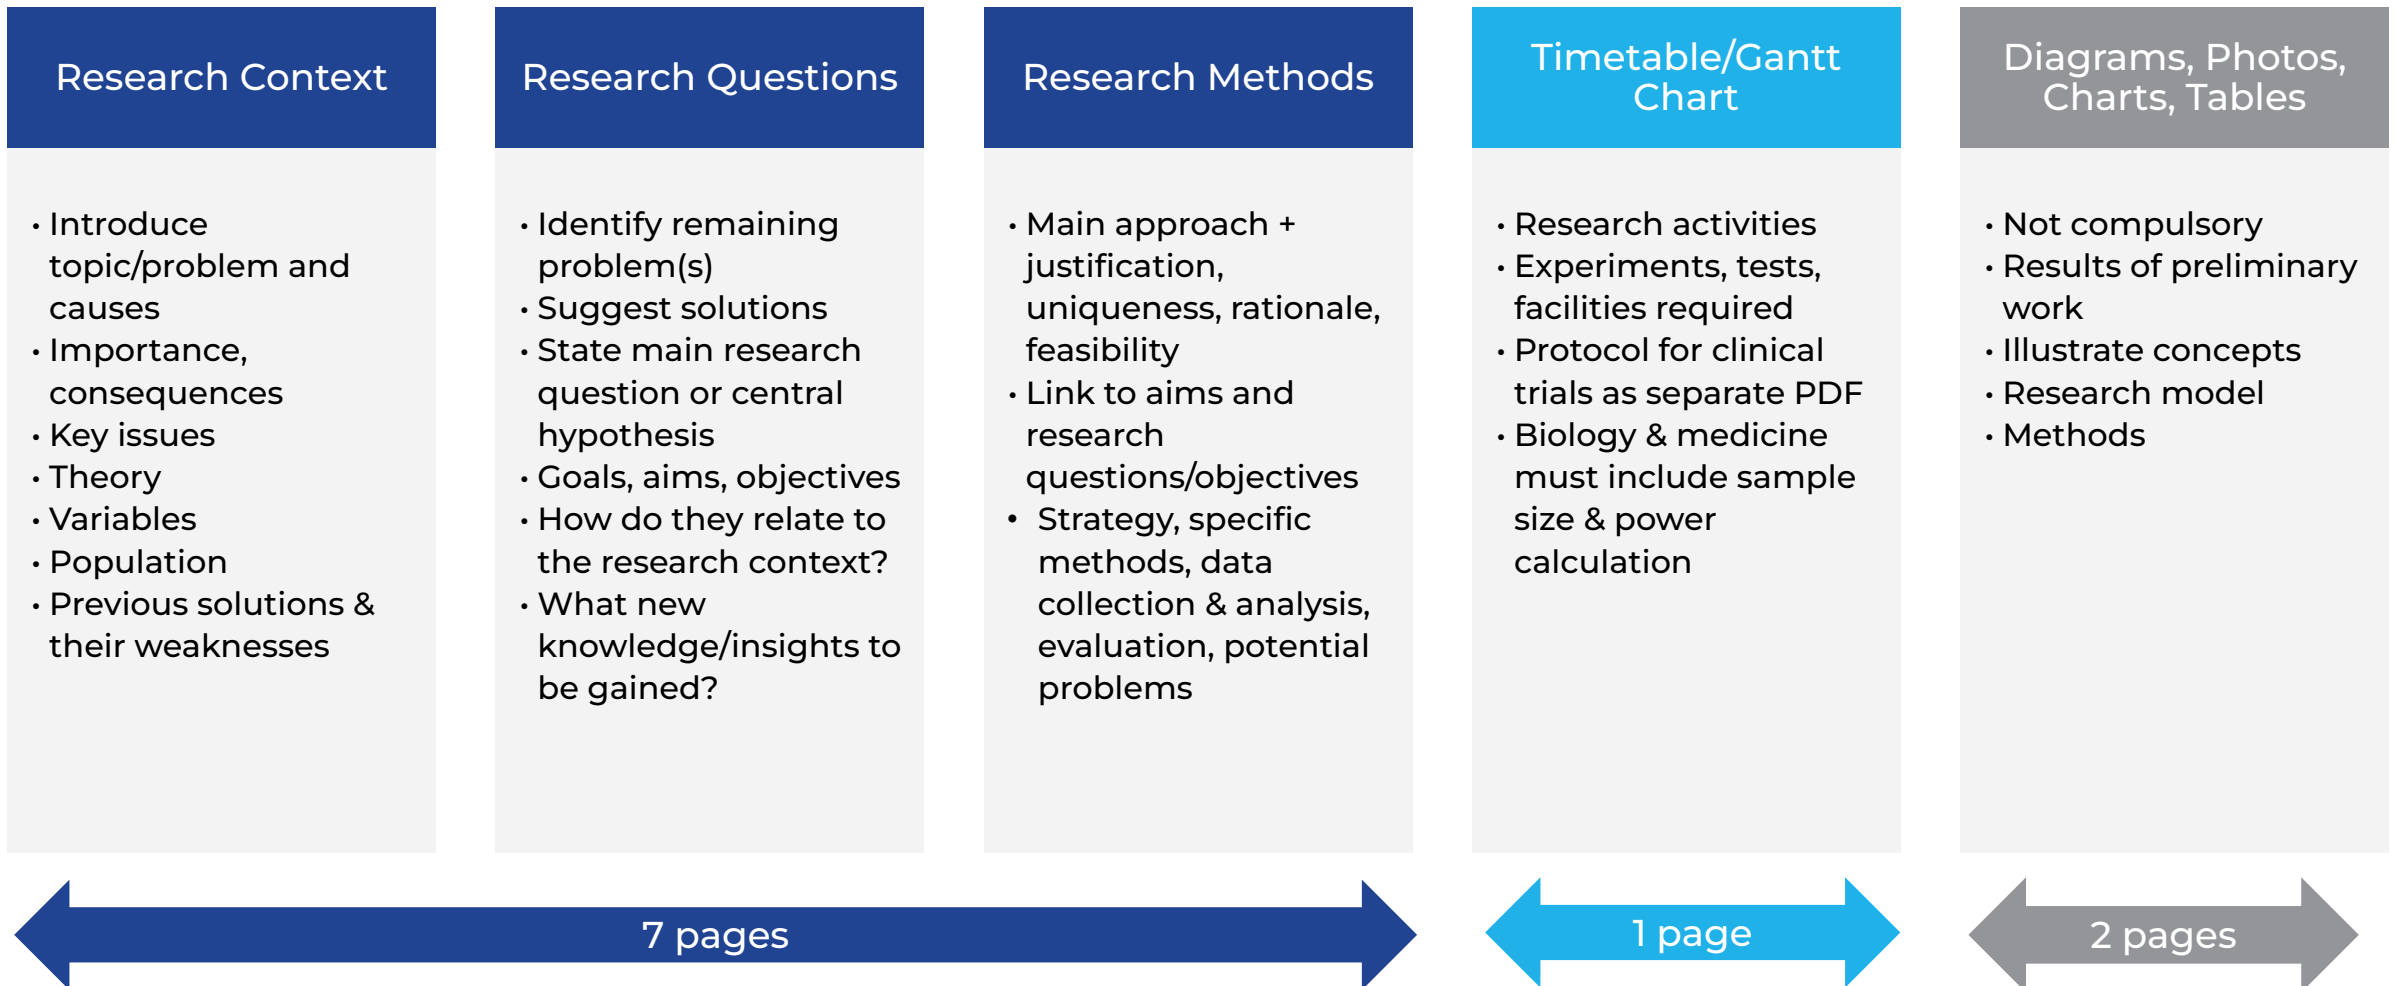 Research Context
• Introduce
topic/problem and
causes
• Importance,
consequences
• Key issues
• Theory
• Variables
• Population
• Previous solutions &
their weaknesses
Research Questions
• Identify remaining
problem(s)
• Suggest solutions
• State main research
question or central
hypothesis
• Goals, aims, objectives
• How do they relate to
the research context?
• What new
knowledge/insights to
be gained?
Research Methods
• Main approach +
justification,
uniqueness, rationale,
feasibility
• Link to aims and
research
questions/objectives
• Strategy, specific
methods, data
collection & analysis,
evaluation, potential
problems
Timetable/Gantt
Chart
• Research activities
• Experiments, tests,
facilities required
• Protocol for clinical
trials as separate PDF
• Biology & medicine
must include sample
size & power
calculation
Diagrams, Photos,
Charts, Tables
• Not compulsory
• Results of preliminary
work
• Illustrate concepts
• Research model
• Methods
7 pages
1 page
2 pages